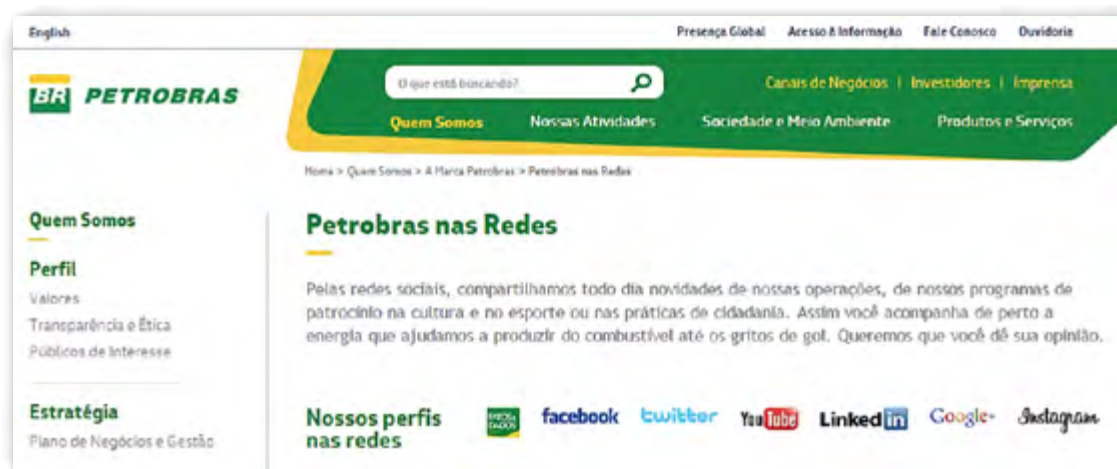 English
Presença Global Acesso à Informação Fale Conosco Ouvidoria
BR PETROBRAS
O que está buscando?
Canais de Negócios | Investidores | Imprensa
Quem Somos Nossas Atividades Sociedade e Meio Ambiente Produtos e Serviços
Home > Quem Somos > A Marca Petrobras > Petrobras nas Redes
Quem Somos
Perfil
Valores
Transparência e Ética
Públicos de Interesse
Estratégia
Plano de Negócios e Gestão
Petrobras nas Redes
Pelas redes sociais, compartilhamos todo dia novidades de nossas operações, de nossos programas de
patrocínio na cultura e no esporte ou nas práticas de cidadania. Assim você acompanha de perto a
energia que ajudamos a produzir do combustível até os gritos de gol. Queremos que você dê sua opinião.
Nossos perfis
nas redes
FATOS e
DADOS
facebook twitter YouTube Linkedin Google+ Instagram